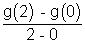 g(2) - g(0)
2 - 0